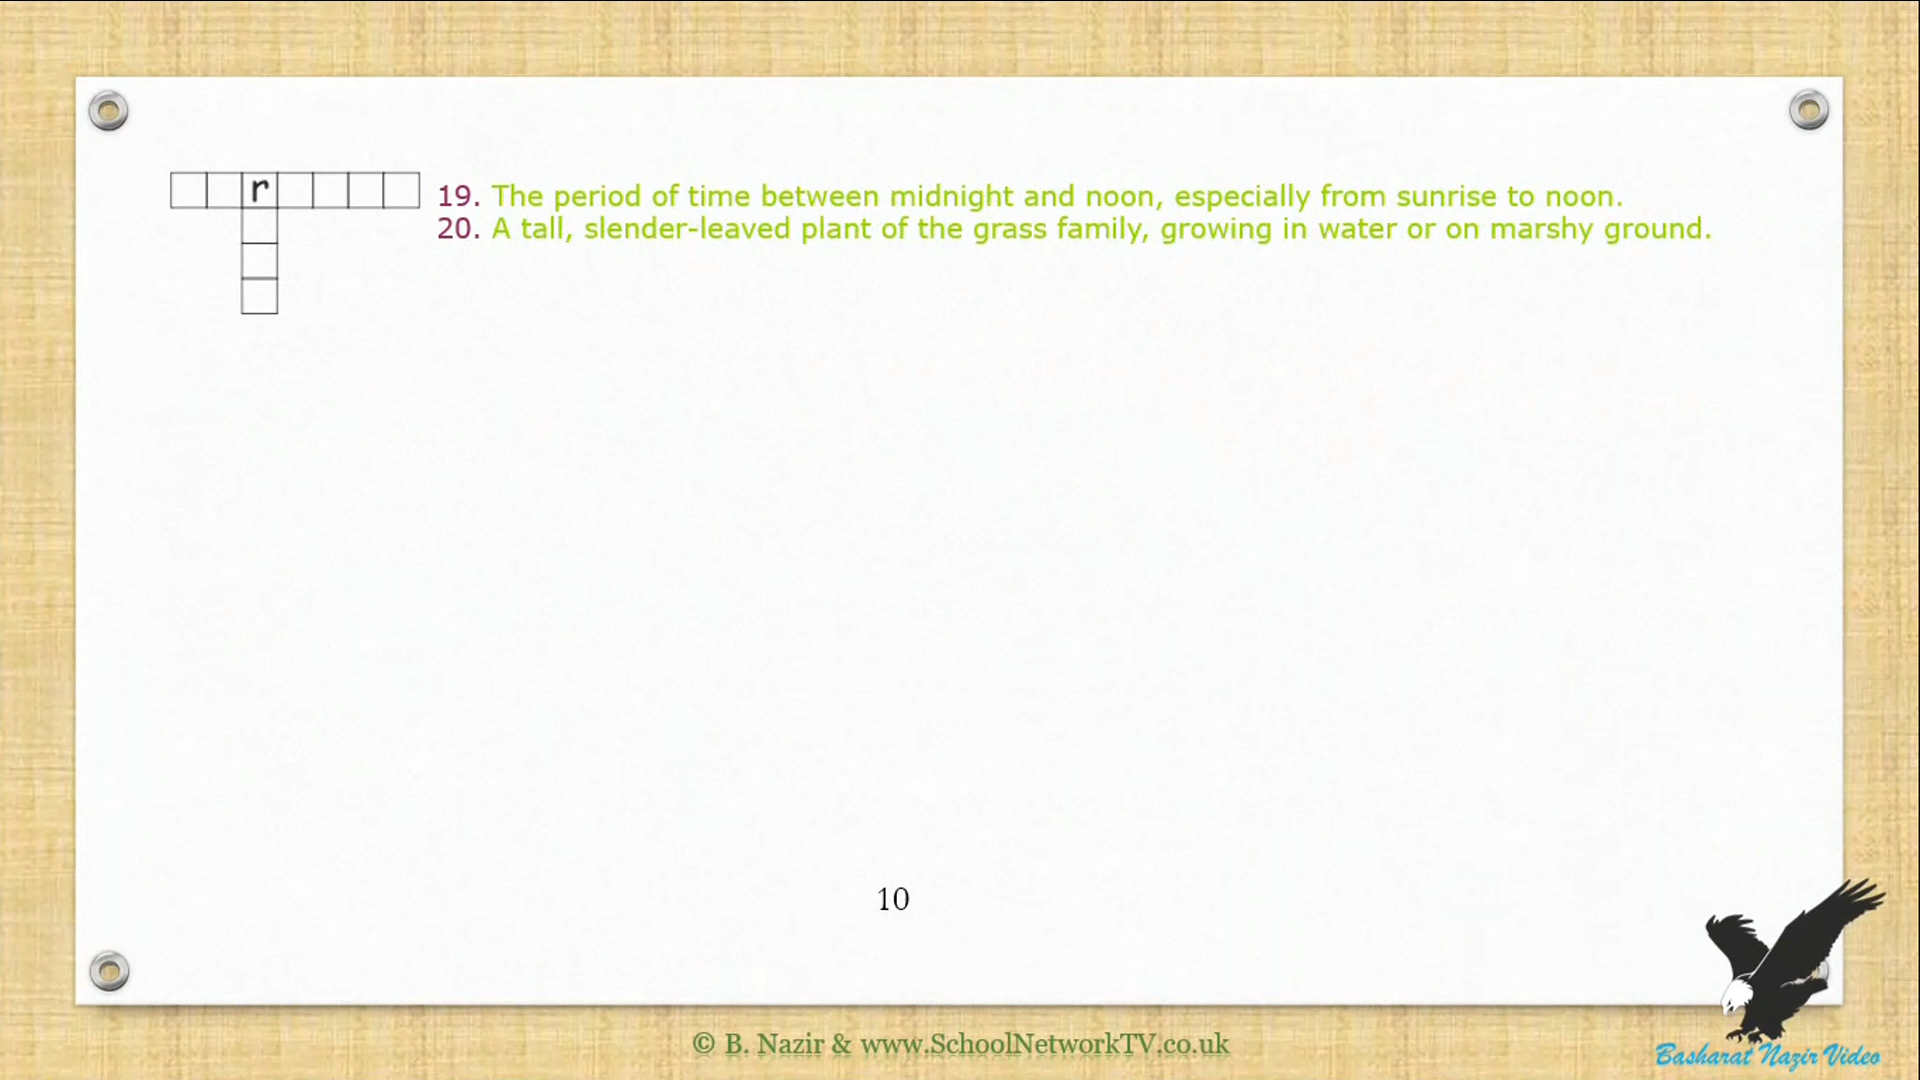 r
19. The period of time between midnight and noon, especially from sunrise to noon.
20. A tall, slender-leaved plant of the grass family, growing in water or on marshy ground.
10
© B. Nazir & www.SchoolNetworkTV.co.uk
Basharat Nazir Video